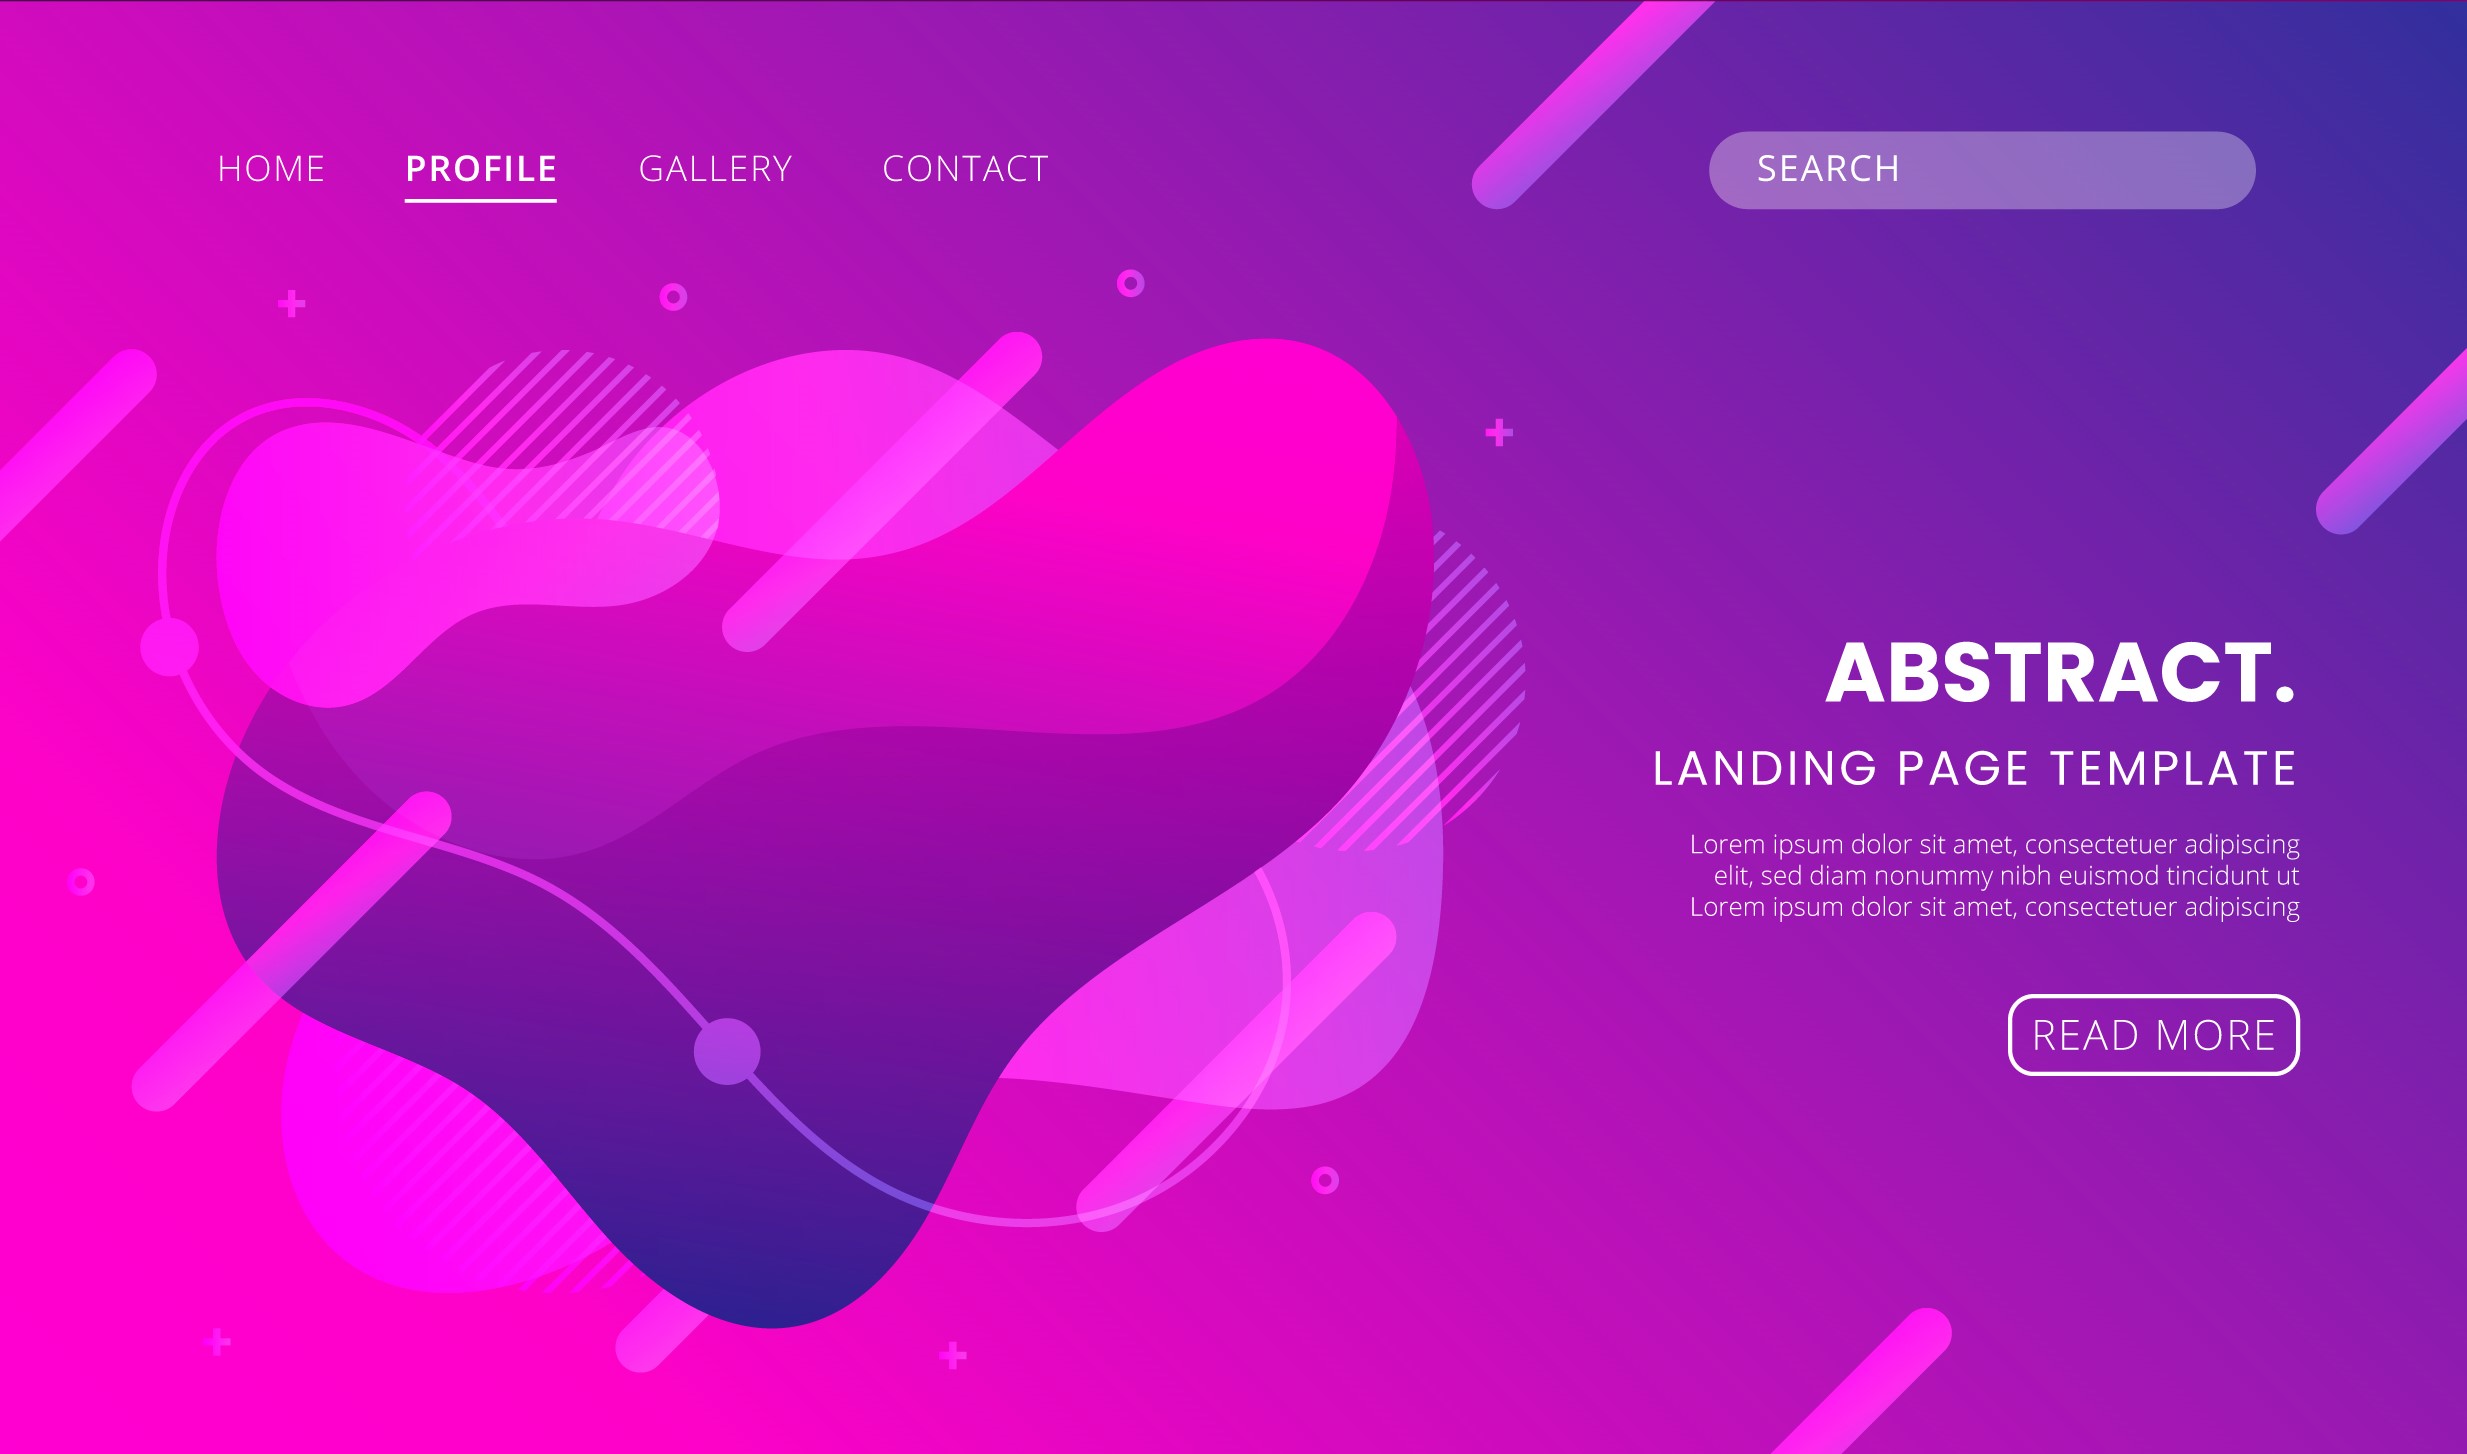 HOME PROFILE GALLERY CONTACT SEARCH
ABSTRACT.
LANDING PAGE TEMPLATE
Lorem ipsum dolor sit amet, consectetuer adipiscing
elit, sed diam nonummy nibh euismod tincidunt ut
Lorem ipsum dolor sit amet, consectetuer adipiscing
READ MORE